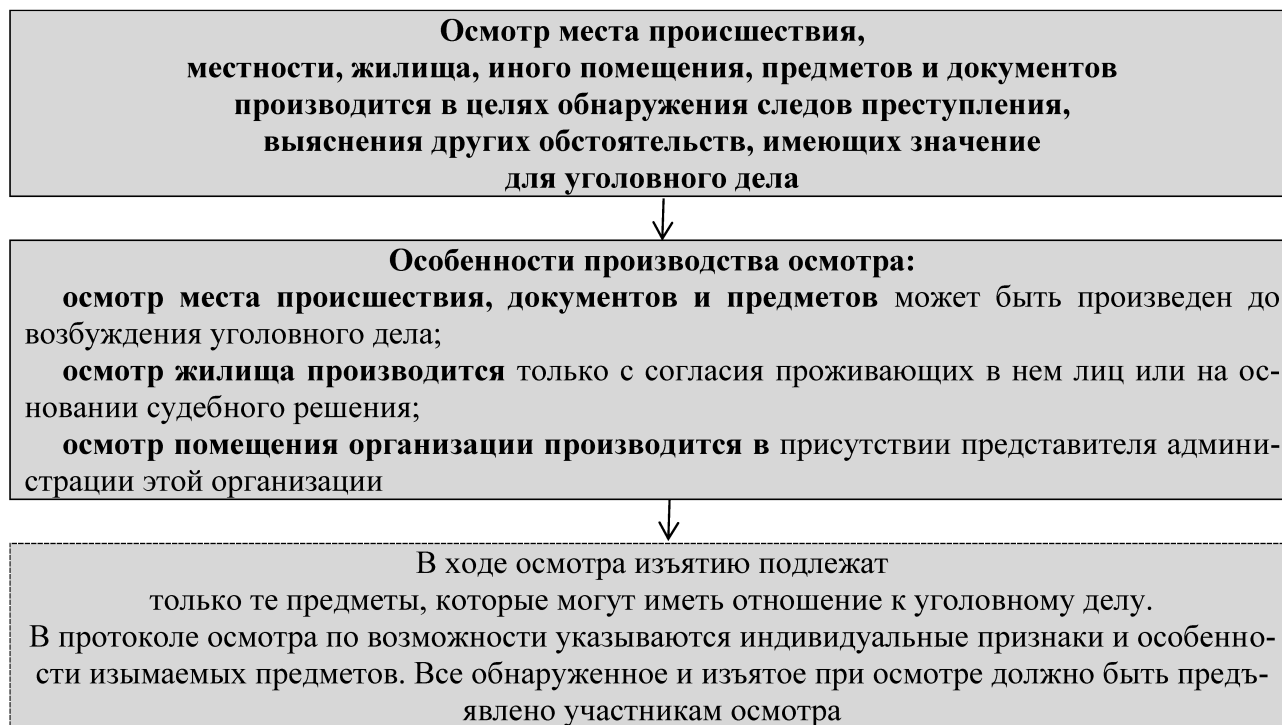 Осмотр места происшествия,
местности, жилища, иного помещения, предметов и документов
производится в целях обнаружения следов преступления,
выяснения других обстоятельств, имеющих значение
для уголовного дела
Особенности производства осмотра:
осмотр места происшествия, документов и предметов может быть произведен до
возбуждения уголовного дела;
осмотр жилища производится только с согласия проживающих в нем лиц или на ос-
новании судебного решения;
осмотр помещения организации производится в присутствии представителя админи-
страции этой организации
В ходе осмотра изъятию подлежат
только те предметы, которые могут иметь отношение к уголовному делу.
В протоколе осмотра по возможности указываются индивидуальные признаки и особенно-
сти изымаемых предметов. Все обнаруженное и изъятое при осмотре должно быть предъ-
явлено участникам осмотра